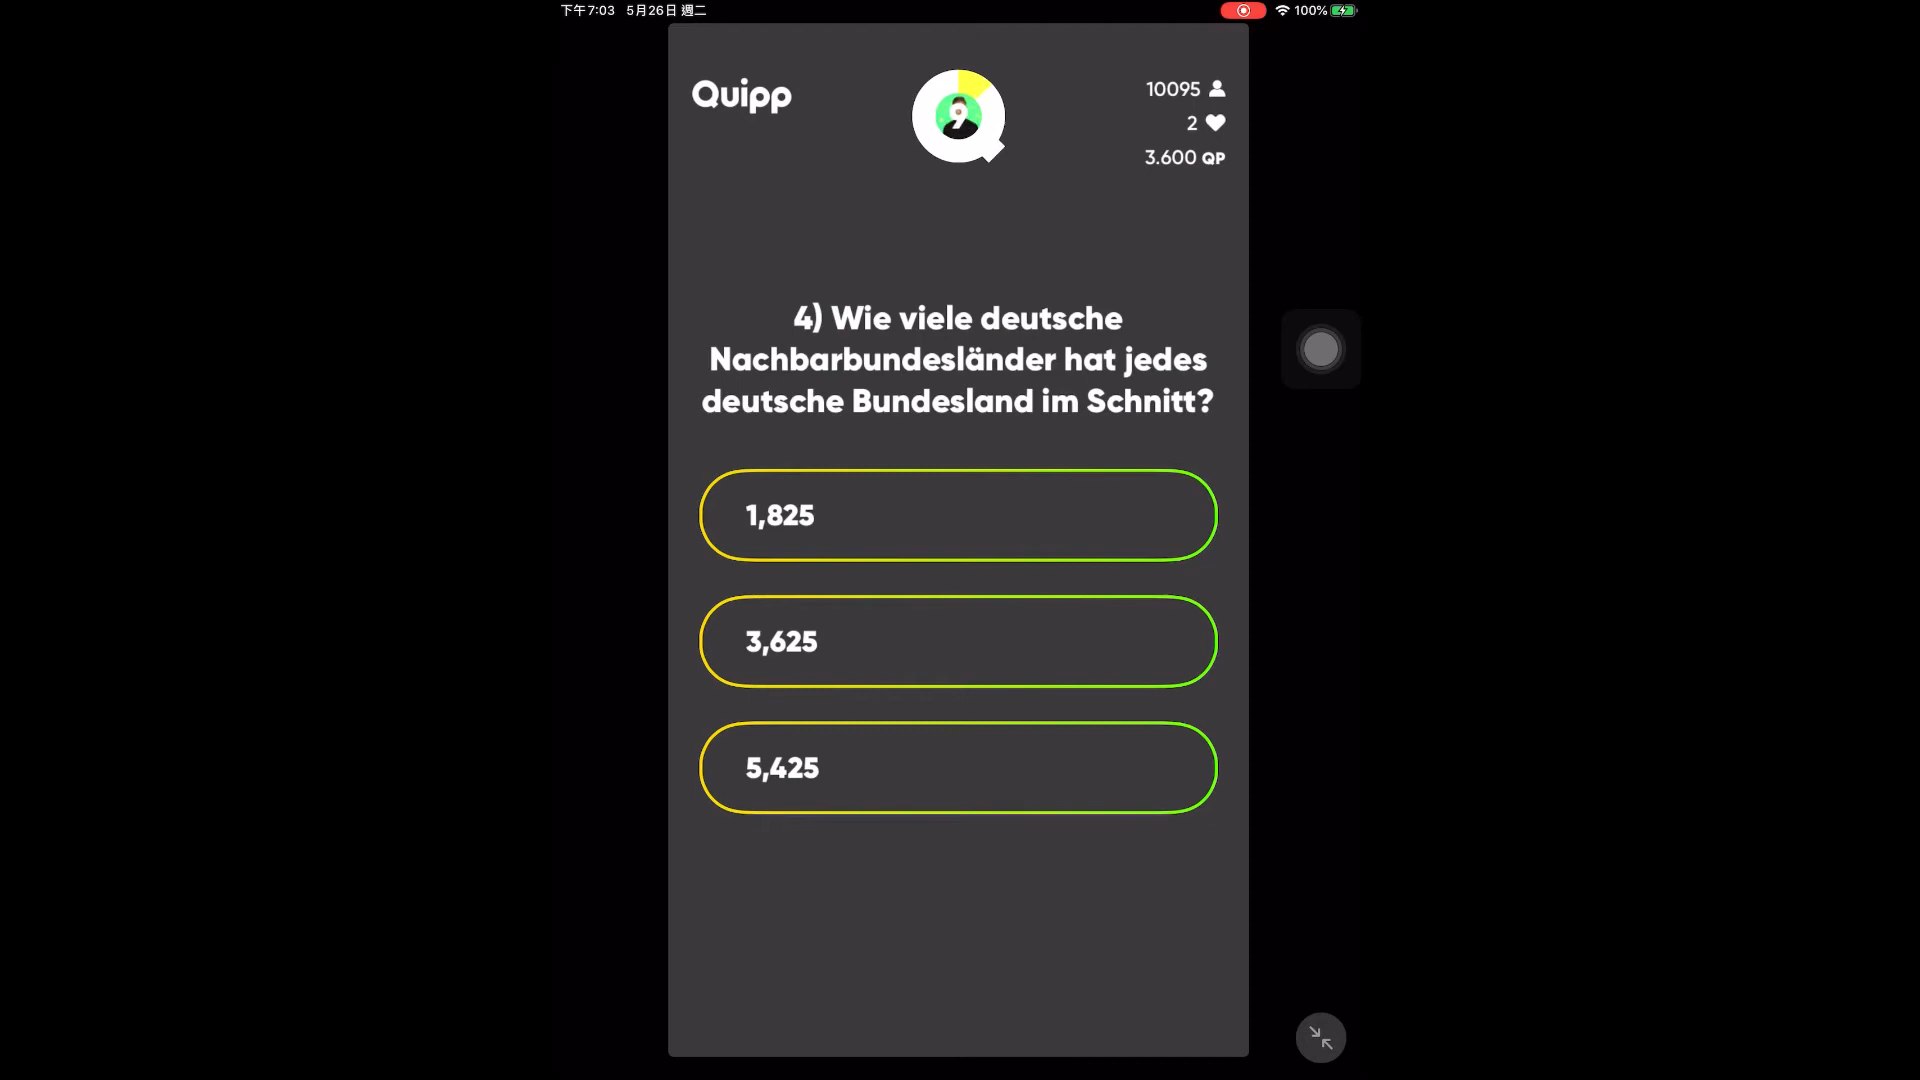 下午7:03 5月26日 週二
100%
Quipp
9
10095
2
3.600 QP
4) Wie viele deutsche
Nachbarbundesländer hat jedes
deutsche Bundesland im Schnitt?
1,825
3,625
5,425